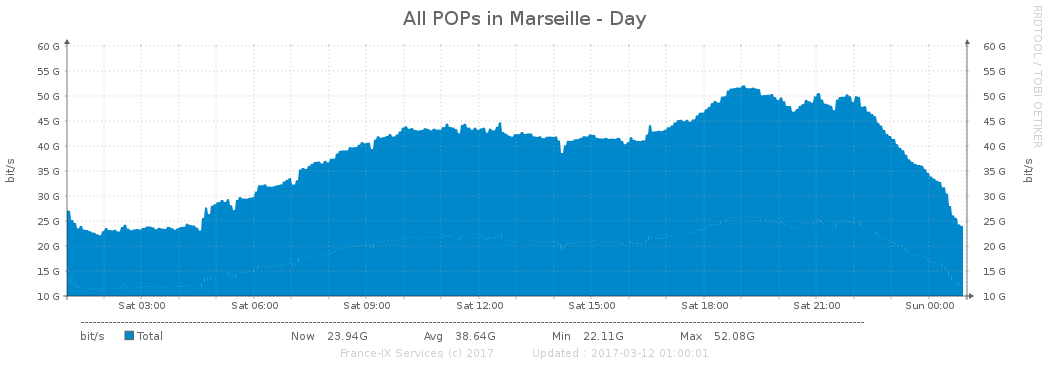 All POPs in Marseille - Day
RRDTOOL / TOBI OETIKER
60 G 60 G
55 G 55 G
50 G 50 G
45 G 45 G
40 G 40 G
35 G 35 G
30 G 30 G
25 G 25 G
20 G 20 G
15 G 15 G
10 G 10 G
bit/s bit/s
Sat 03:00 Sat 06:00 Sat 09:00 Sat 12:00 Sat 15:00 Sat 18:00 Sat 21:00 Sun 00:00
bit/s Total Now 23.94G Avg 38.64G Min 22.11G Max 52.08G
France-IX Services (c) 2017 Updated : 2017-03-12 01:00:01